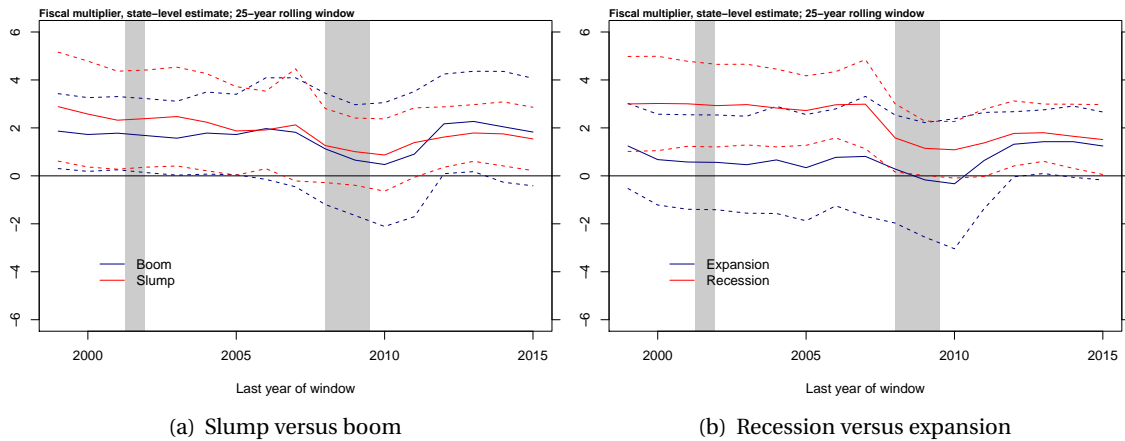 Fiscal multiplier, state-level estimate; 25-year rolling window
6
4
2
0
-2
-4
-6
Boom
Slump
2000 2005 2010 2015
Last year of window
(a) Slump versus boom
Fiscal multiplier, state-level estimate; 25-year rolling window
6
4
2
0
-2
-4
-6
Expansion
Recession
2000 2005 2010 2015
Last year of window
(b) Recession versus expansion